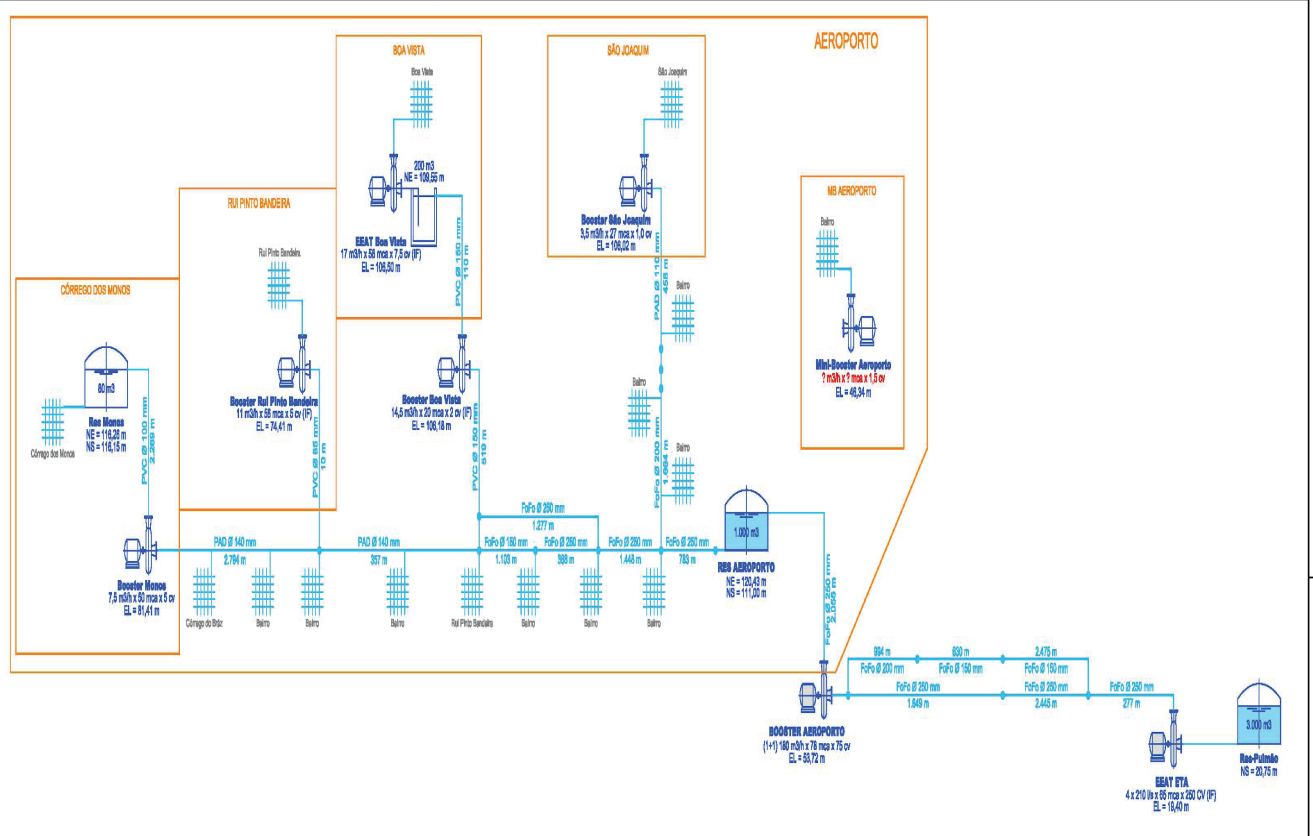 AEROPORTO
BOA VISTA
Boa Vista
200 m3
NE = 109,55 m
EEAT Boa Vista
17 m3/h x 56 mca x 7,5 cv (IF)
EL = 106,50 m
PVC Ø 150 mm
110 m
SÃO JOAQUIM
São Joaquim
Booster São Joaquim
3,5 m3/h x 27 mca x 1,0 cv
EL = 106,02 m
PAD Ø 110 mm
458 m
MB AEROPORTO
Bairro
Mini-Booster Aeroporto
? m3/h x ? mca x 1,5 cv
EL = 46,34 m
RUI PINTO BANDEIRA
Rui Pinto Bandeira
Booster Rui Pinto Bandeira
11 m3/h x 56 mca x 5 cv (IF)
EL = 74,41 m
PVC Ø 85 mm
10 m
CÓRREGO DOS MONOS
80 m3
Res Monos
NE = 118,28 m
NS = 116,15 m
Córrego dos Monos
PVC Ø 100 mm
2.269 m
Booster Monos
7,5 m3/h x 50 mca x 5 cv
EL = 81,41 m
Booster Boa Vista
14,5 m3/h x 20 mca x 2 cv (IF)
EL = 106,18 m
PVC Ø 150 mm
519 m
Bairro
Bairro
Bairro
FoFo Ø 200 mm
1.664 m
PAD Ø 140 mm
2.794 m
PAD Ø 140 mm
357 m
FoFo Ø 250 mm
1.277 m
FoFo Ø 150 mm
1.103 m
FoFo Ø 250 mm
398 m
FoFo Ø 250 mm
1.448 m
FoFo Ø 250 mm
783 m
Córrego do Bráz
Bairro
Bairro
Bairro
Rui Pinto Bandeira
Bairro
Bairro
Bairro
1.000 m3
RES AEROPORTO
NE = 120,43 m
NS = 111,00 m
FoFo Ø 250 mm
2.066 m
BOOSTER AEROPORTO
(1+1) 180 m3/h x 78 mca x 75 cv
EL = 53,72 m
994 m
FoFo Ø 200 mm
630 m
FoFo Ø 150 mm
2.475 m
FoFo Ø 150 mm
FoFo Ø 250 mm
1.649 m
FoFo Ø 250 mm
2.445 m
FoFo Ø 250 mm
277 m
3.000 m3
Res-Pulmão
NS = 20,75 m
EEAT ETA
4 x 210 l/s x 65 mca x 250 CV (IF)
EL = 19,40 m